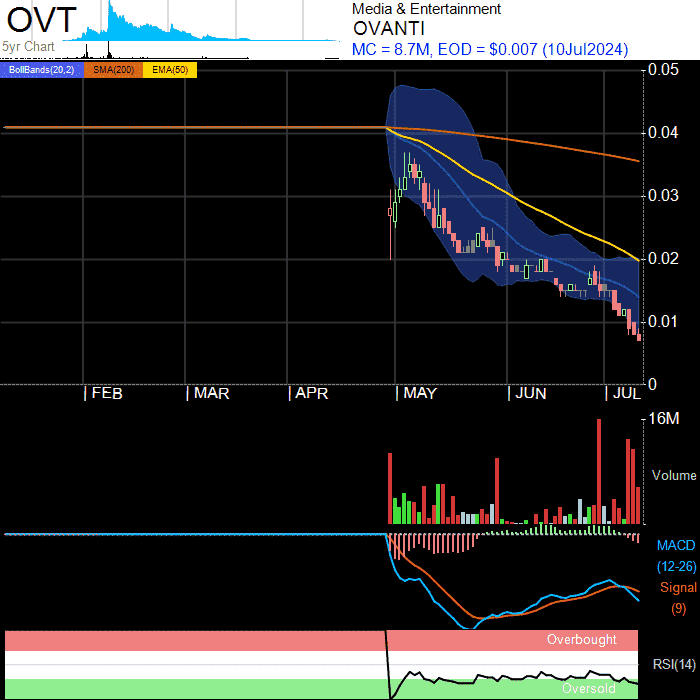 OVT
5yr Chart
Media & Entertainment
OVANTI
MC = 8.7M, EOD = $0.007 (10Jul2024)
BollBands(20,2) SMA(200) EMA(50)
0.05
0.04
0.03
0.02
0.01
0
FEB MAR APR MAY JUN JUL
16M
Volume
MACD
(12-26)
Signal
(9)
Overbought
RSI(14)
Oversold